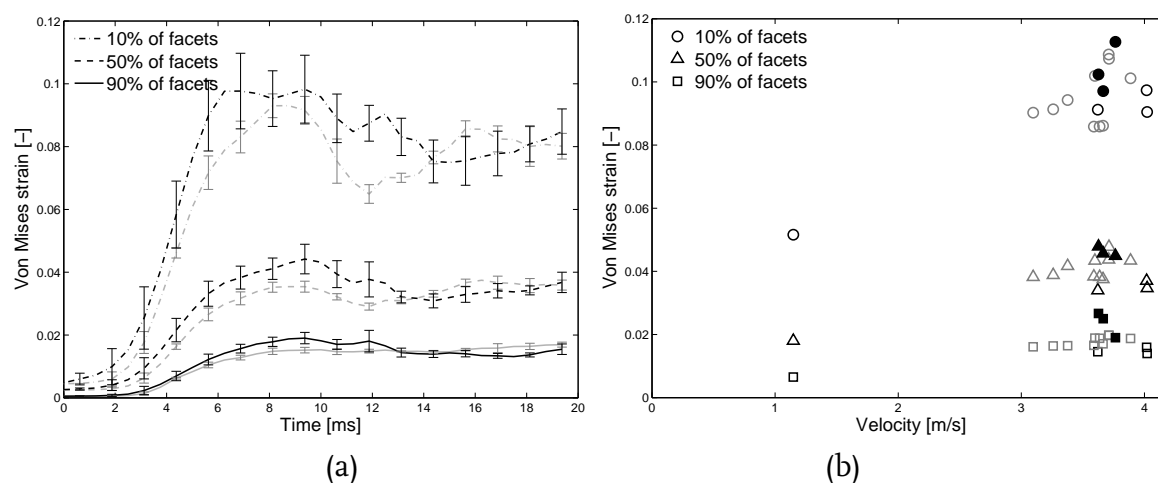 0.12
0.1
0.08
0.06
0.04
0.02
0
Von Mises strain [−]
10% of facets
50% of facets
90% of facets
0 2 4 6 8 10 12 14 16 18 20
Time [ms]
(a)
0.12
0.1
0.08
0.06
0.04
0.02
0
Von Mises strain [−]
10% of facets
50% of facets
90% of facets
0 1 2 3 4
Velocity [m/s]
(b)